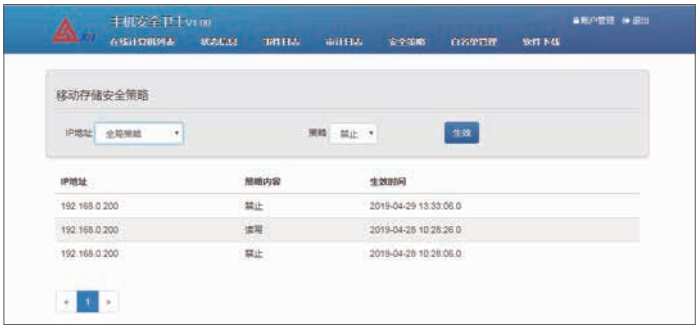 主机安全卫士V1.00
账户管理 退出
在线计算机列表 状态信息 事件日志 审计日志 安全策略 白名单管理 软件下载
移动存储安全策略
IP地址 全局策略 策略 禁止 生效
IP地址 策略内容 生效时间
192.168.0.200 禁止 2019-04-29 13:33:06.0
192.168.0.200 读写 2019-04-28 10:28:26.0
192.168.0.200 禁止 2019-04-28 10:28:06.0
« 1 »